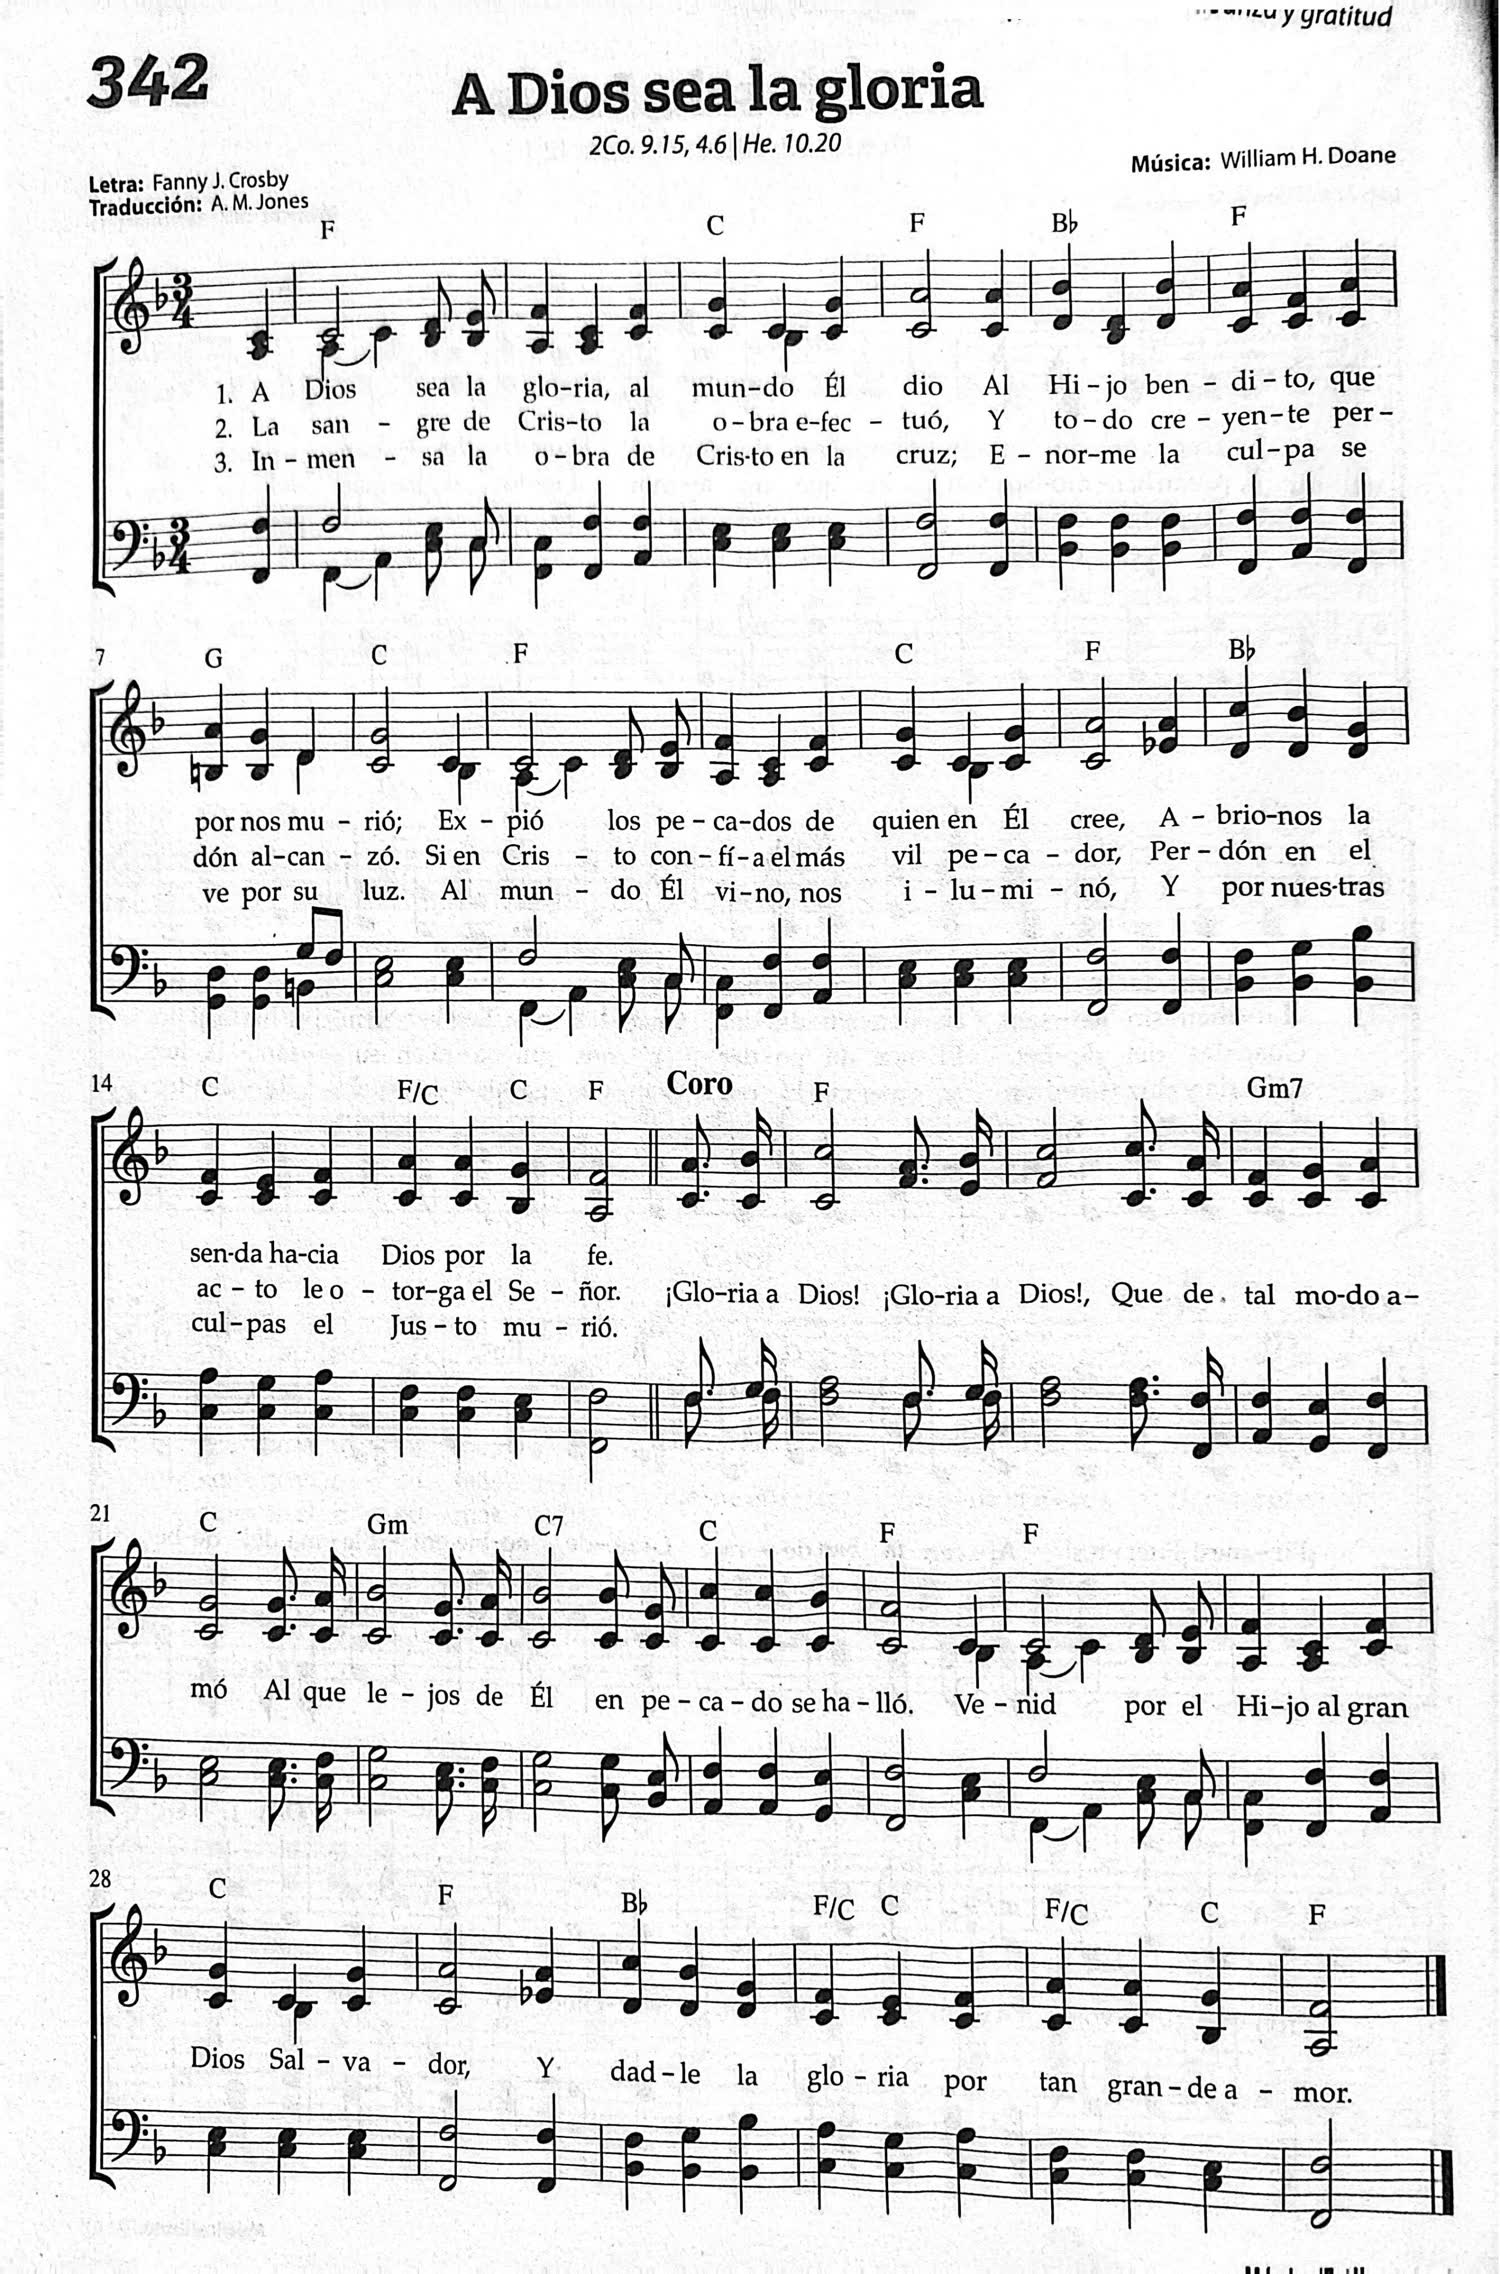 y gratitud
342
A Dios sea la gloria
2Co. 9.15, 4.6 | He. 10.20
Letra: Fanny J. Crosby
Música: William H. Doane
Traducción: A. M. Jones
F C F B♭ F
1. A Dios sea la glo-ria, al mun-do Él dio Al Hi-jo ben-di-to, que
2. La san-gre de Cris-to la o-bra e-fec-tuó, Y to-do cre-yen-te per-
3. In-men-sa la o-bra de Cris-to en la cruz; E-nor-me la cul-pa se
7 G C F C F B♭
por nos mu-rió; Ex-pió los pe-ca-dos de quien en Él cree, A-brio-nos la
dón al-can-zó. Si en Cris-to con-fí-a el más vil pe-ca-dor, Per-dón en el
ve por su luz. Al mun-do Él vi-no, nos i-lu-mi-nó, Y por nues-tras
14 C F/C C F Coro F Gm7
sen-da ha-cia Dios por la fe.
ac-to le o-tor-ga el Se-ñor. ¡Glo-ria a Dios! ¡Glo-ria a Dios!, Que de tal mo-do a-
cul-pas el Jus-to mu-rió.
21 C Gm C7 C F F
mó Al que le-jos de Él en pe-ca-do se ha-lló. Ve-nid por el Hi-jo al gran
28 C F B♭ F/C C F/C C F
Dios Sal-va-dor, Y dad-le la glo-ria por tan gran-de a-mor.